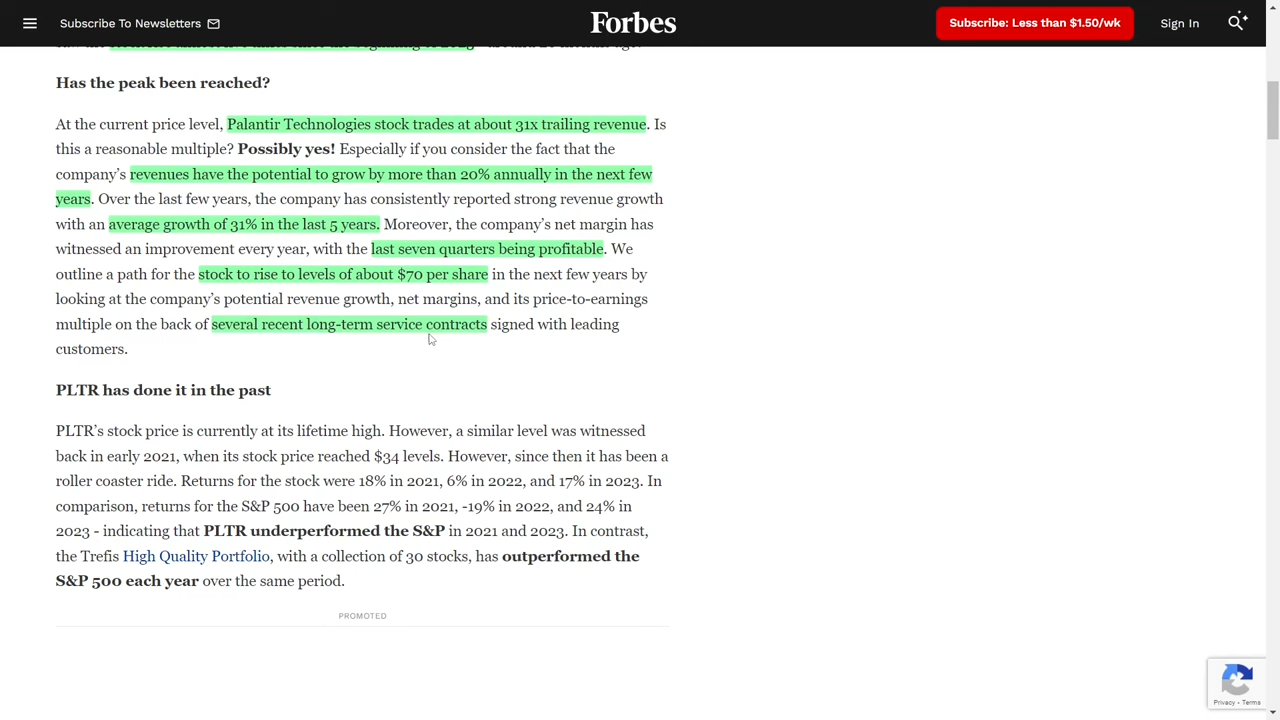 Subscribe To Newsletters
Forbes
Subscribe: Less than $1.50/wk
Sign In
Has the peak been reached?
At the current price level, Palantir Technologies stock trades at about 31x trailing revenue. Is
this a reasonable multiple? Possibly yes! Especially if you consider the fact that the
company’s revenues have the potential to grow by more than 20% annually in the next few
years. Over the last few years, the company has consistently reported strong revenue growth
with an average growth of 31% in the last 5 years. Moreover, the company’s net margin has
witnessed an improvement every year, with the last seven quarters being profitable. We
outline a path for the stock to rise to levels of about $70 per share in the next few years by
looking at the company’s potential revenue growth, net margins, and its price-to-earnings
multiple on the back of several recent long-term service contracts signed with leading
customers.
PLTR has done it in the past
PLTR’s stock price is currently at its lifetime high. However, a similar level was witnessed
back in early 2021, when its stock price reached $34 levels. However, since then it has been a
roller coaster ride. Returns for the stock were 18% in 2021, 6% in 2022, and 17% in 2023. In
comparison, returns for the S&P 500 have been 27% in 2021, -19% in 2022, and 24% in
2023 - indicating that PLTR underperformed the S&P in 2021 and 2023. In contrast,
the Trefis High Quality Portfolio, with a collection of 30 stocks, has outperformed the
S&P 500 each year over the same period.
PROMOTED
Privacy - Terms